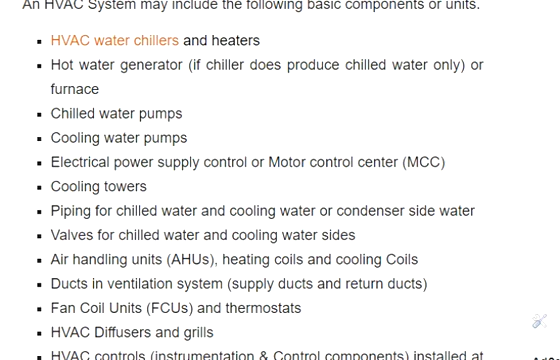 An HVAC System may include the following basic components or units.
HVAC water chillers and heaters
Hot water generator (if chiller does produce chilled water only) or
furnace
Chilled water pumps
Cooling water pumps
Electrical power supply control or Motor control center (MCC)
Cooling towers
Piping for chilled water and cooling water or condenser side water
Valves for chilled water and cooling water sides
Air handling units (AHUs), heating coils and cooling Coils
Ducts in ventilation system (supply ducts and return ducts)
Fan Coil Units (FCUs) and thermostats
HVAC Diffusers and grills
HVAC controls (instrumentation & Control components) installed at